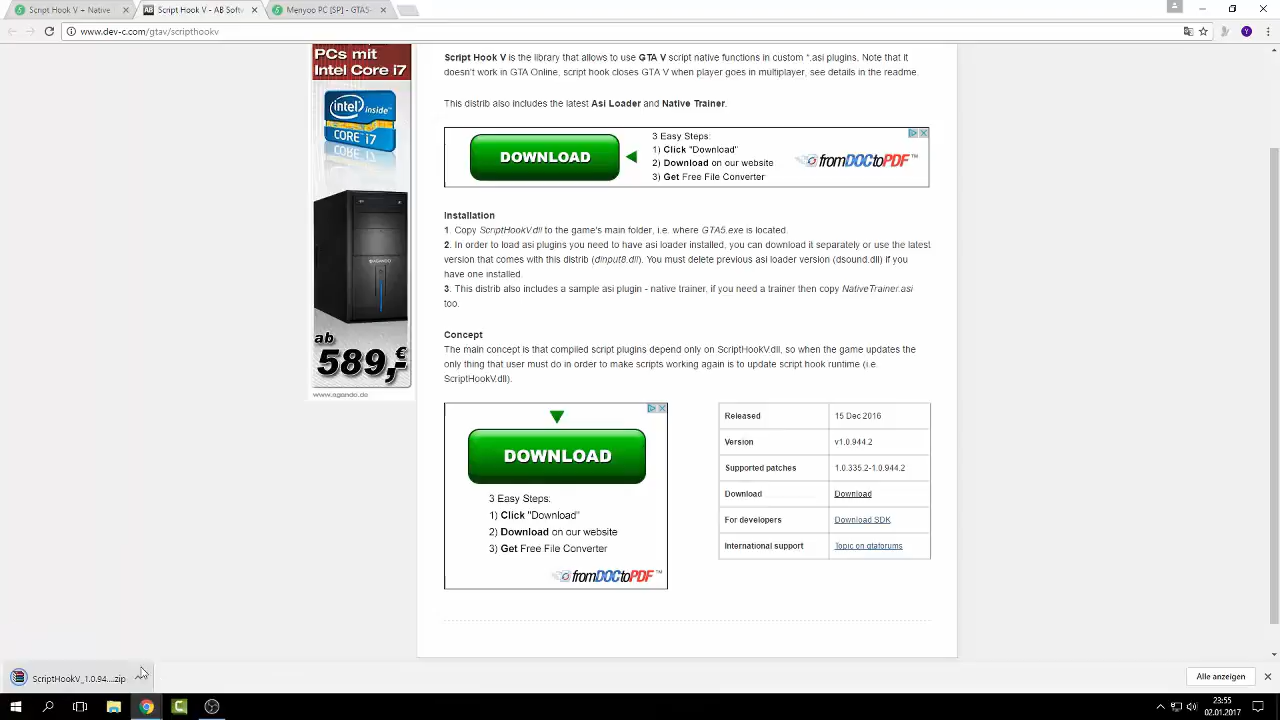 Script Hook V + Native
Script Hook V - AB Softw
Menyoo PC [SP] - GTA5-
www.dev-c.com/gtav/scripthookv
PCs mit
Intel Core i7
intel inside™
CORE i7
AGANDO
ab
589,-€
www.agando.de
Script Hook V is the library that allows to use GTA V script native functions in custom *.asi plugins. Note that it
doesn't work in GTA Online, script hook closes GTA V when player goes in multiplayer, see details in the readme.
This distrib also includes the latest Asi Loader and Native Trainer.
DOWNLOAD
3 Easy Steps:
1) Click "Download"
2) Download on our website
3) Get Free File Converter
fromDOCtoPDF™
Installation
1. Copy ScriptHookV.dll to the game's main folder, i.e. where GTA5.exe is located.
2. In order to load asi plugins you need to have asi loader installed, you can download it separately or use the latest
version that comes with this distrib (dinput8.dll). You must delete previous asi loader version (dsound.dll) if you
have one installed.
3. This distrib also includes a sample asi plugin - native trainer, if you need a trainer then copy NativeTrainer.asi
too.
Concept
The main concept is that compiled script plugins depend only on ScriptHookV.dll, so when the game updates the
only thing that user must do in order to make scripts working again is to update script hook runtime (i.e.
ScriptHookV.dll).
DOWNLOAD
3 Easy Steps:
1) Click "Download"
2) Download on our website
3) Get Free File Converter
fromDOCtoPDF™
Released 15 Dec 2016
Version v1.0.944.2
Supported patches 1.0.335.2-1.0.944.2
Download Download
For developers Download SDK
International support Topic on gtaforums
ScriptHookV_1.0.94....zip
Alle anzeigen
23:55
02.01.2017